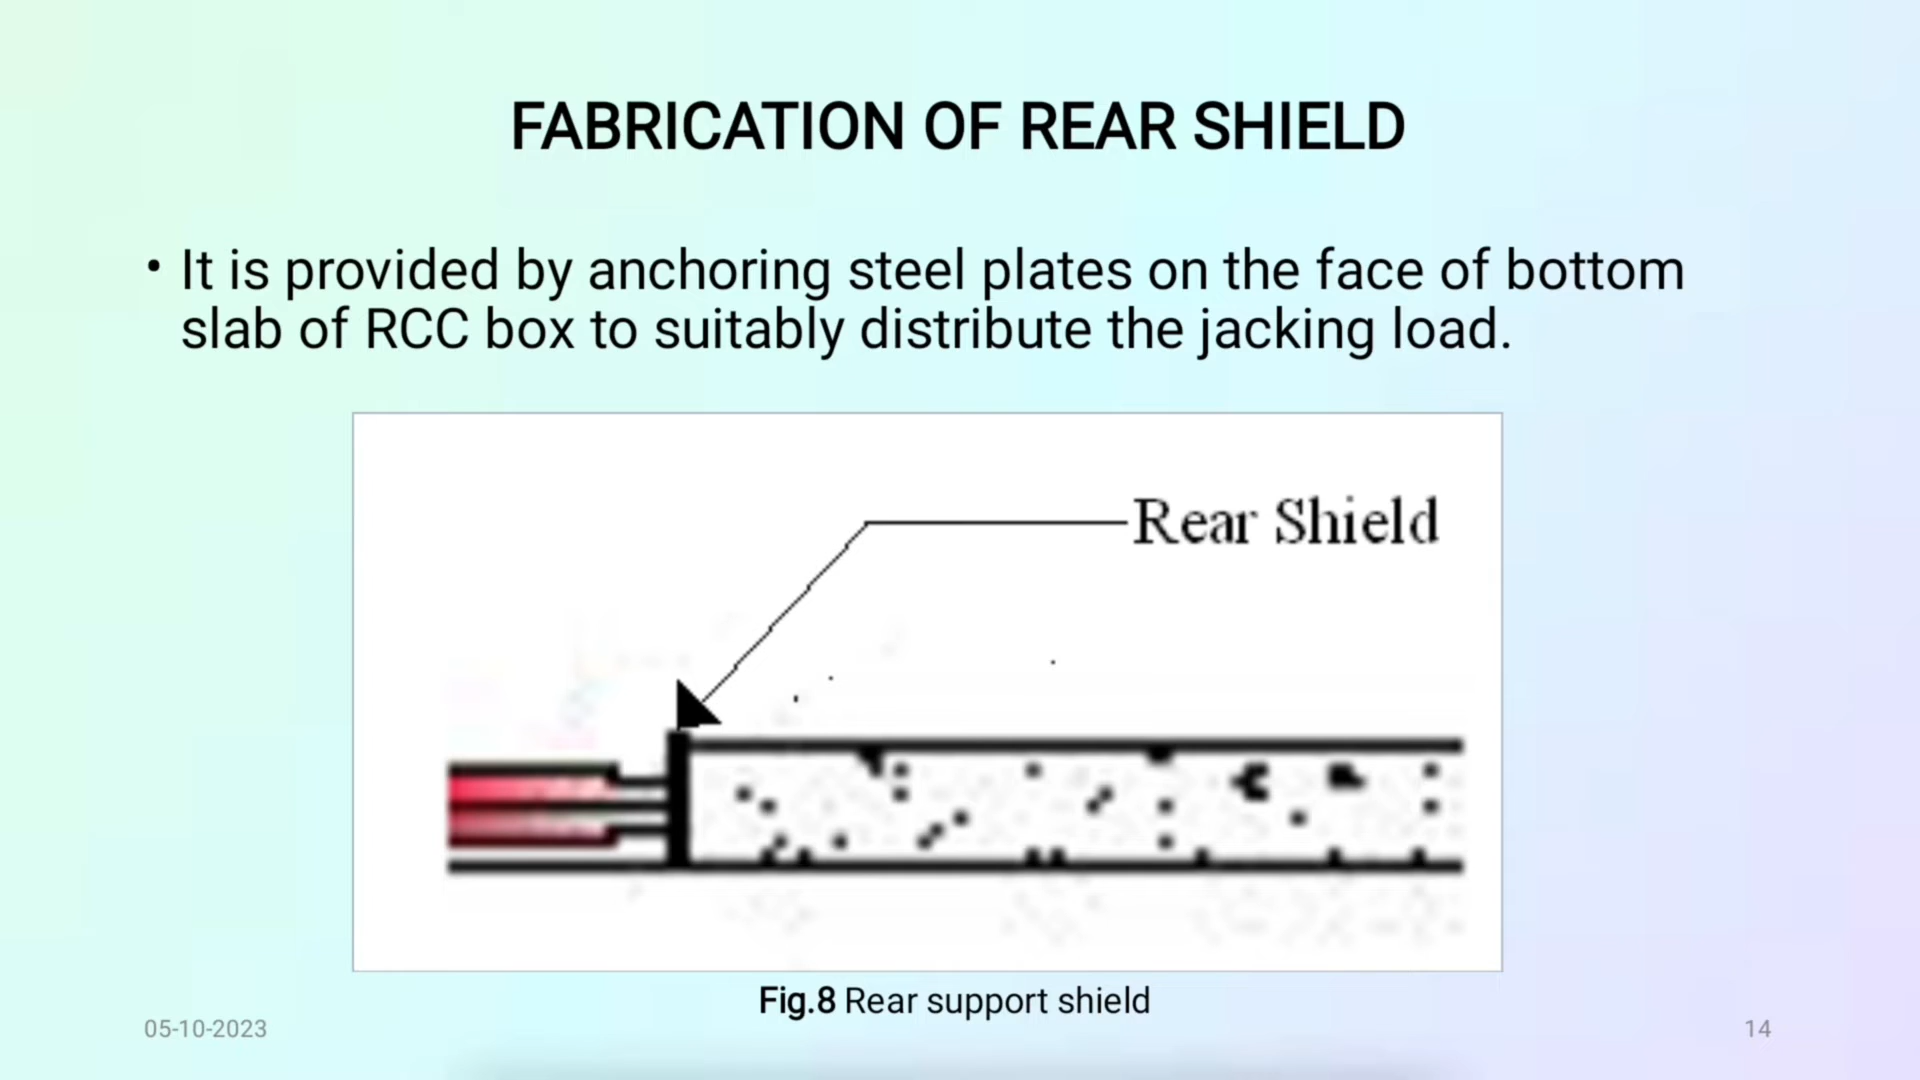 FABRICATION OF REAR SHIELD
• It is provided by anchoring steel plates on the face of bottom
slab of RCC box to suitably distribute the jacking load.
Rear Shield
Fig.8 Rear support shield
05-10-2023
14